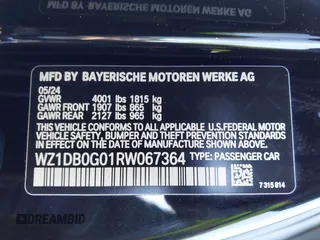 MFD BY BAYERISCHE MOTOREN WERKE AG
05/24
GVWR 4001 lbs 1815 kg
GAWR FRONT 1907 lbs 865 kg
GAWR REAR 2127 lbs 965 kg
THIS VEHICLE CONFORMS TO ALL APPLICABLE U.S. FEDERAL
MOTOR VEHICLE SAFETY, BUMPER, AND THEFT PREVENTION
STANDARDS IN EFFECT ON THE DATE OF MANUFACTURE SHOWN ABOVE.
WZ1DB0G01RW067364 TYPE: PASSENGER CAR
7 315 814
DREAMBID